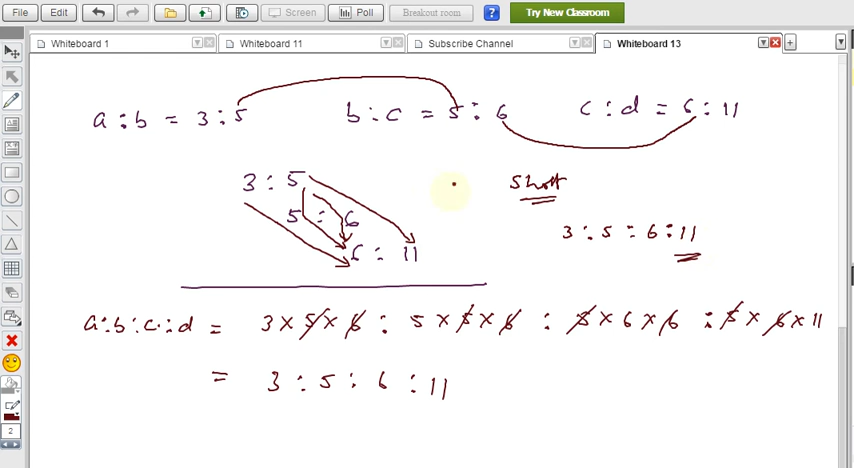 File Edit Screen Poll Breakout room ? Try New Classroom
Whiteboard 1 Whiteboard 11 Subscribe Channel Whiteboard 13
a:b = 3:5 b:c = 5:6 c:d = 6:11
3 : 5 Short
5 : 6
3 : 5 : 6 : 11
6 : 11
a:b:c:d = 3 × 5 × 6 : 5 × 5 × 6 : 5 × 6 × 6 : 5 × 6 × 11
= 3 : 5 : 6 : 11
2